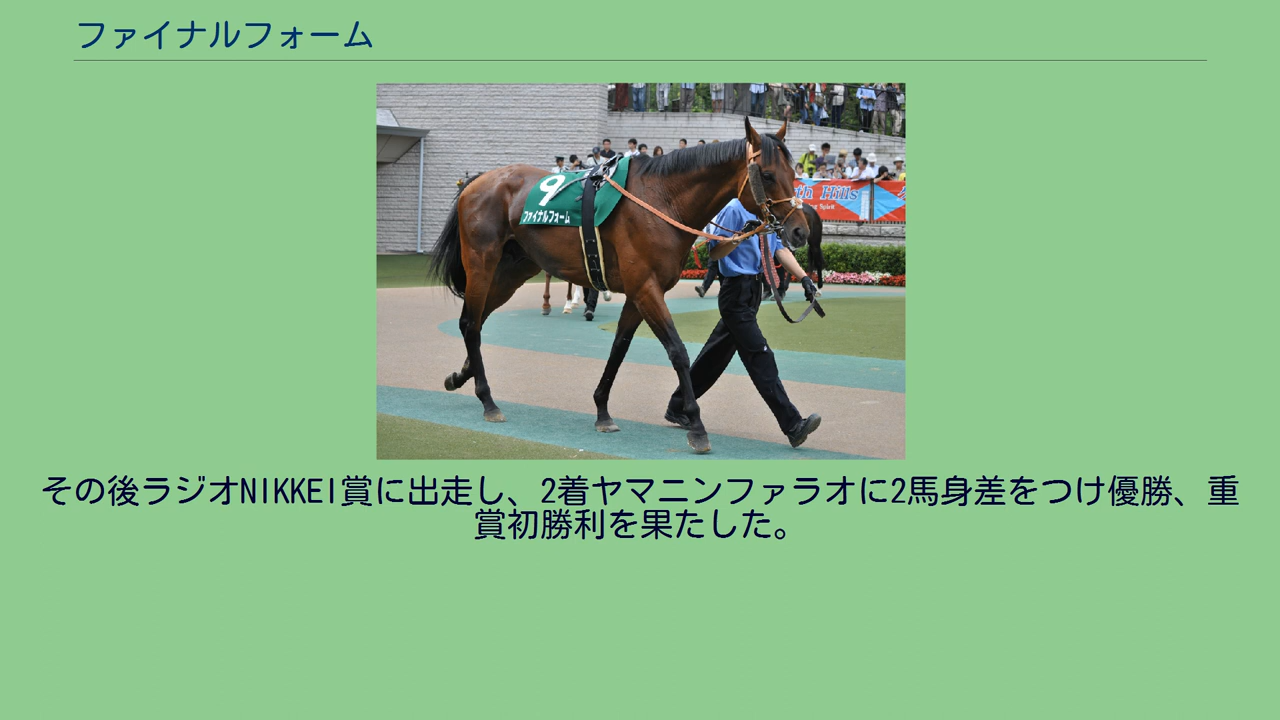 ファイナルフォーム
9
ファイナルフォーム
th Hills
その後ラジオNIKKEI賞に出走し、2着ヤマニンファラオに2馬身差をつけ優勝、重
賞初勝利を果たした。